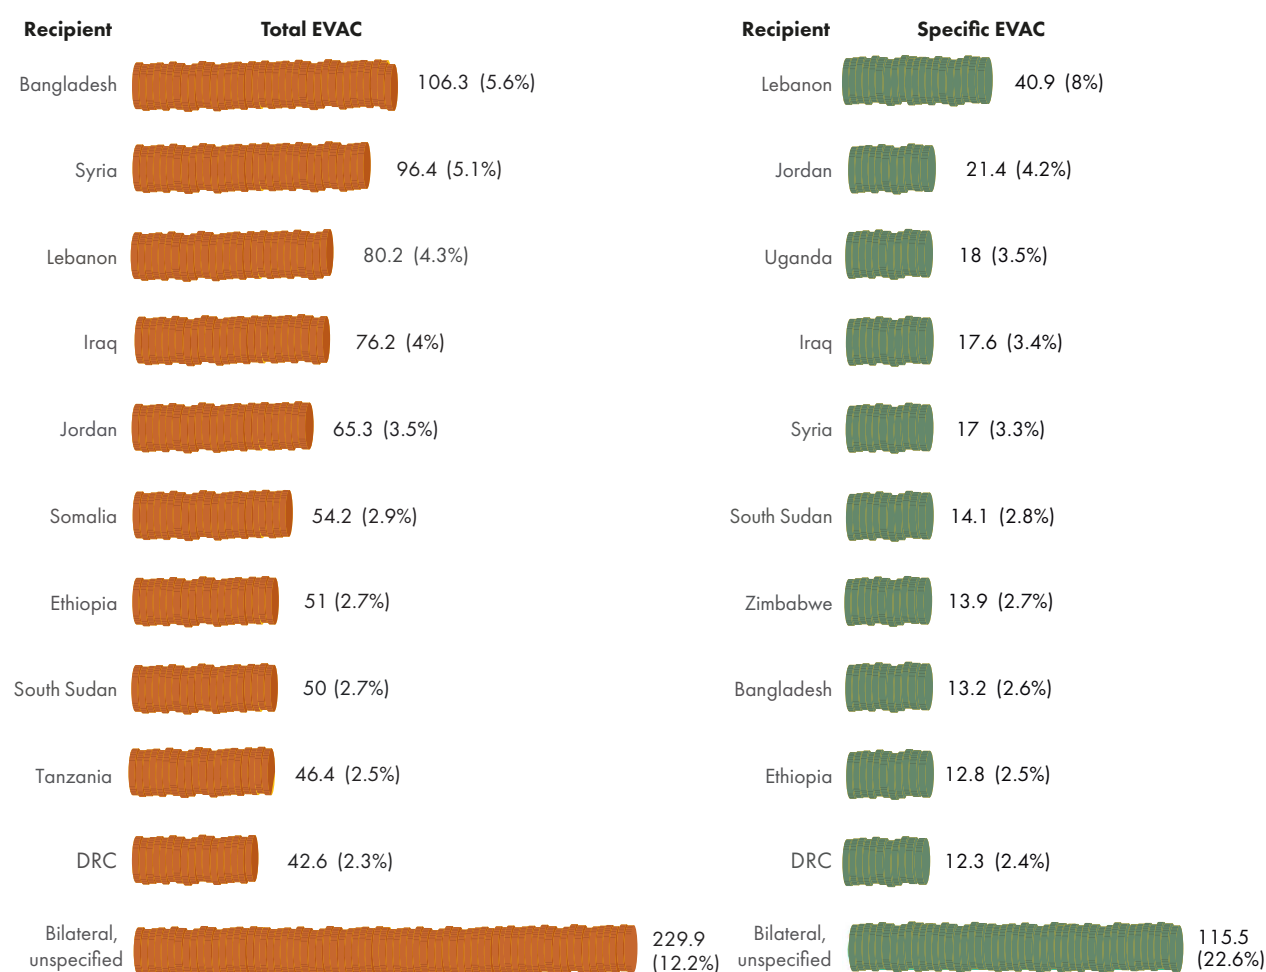 Recipient Total EVAC
Bangladesh 106.3 (5.6%)
Syria 96.4 (5.1%)
Lebanon 80.2 (4.3%)
Iraq 76.2 (4%)
Jordan 65.3 (3.5%)
Somalia 54.2 (2.9%)
Ethiopia 51 (2.7%)
South Sudan 50 (2.7%)
Tanzania 46.4 (2.5%)
DRC 42.6 (2.3%)
Bilateral,
unspecified
229.9
(12.2%)
Recipient Specific EVAC
Lebanon 40.9 (8%)
Jordan 21.4 (4.2%)
Uganda 18 (3.5%)
Iraq 17.6 (3.4%)
Syria 17 (3.3%)
South Sudan 14.1 (2.8%)
Zimbabwe 13.9 (2.7%)
Bangladesh 13.2 (2.6%)
Ethiopia 12.8 (2.5%)
DRC 12.3 (2.4%)
Bilateral,
unspecified
115.5
(22.6%)